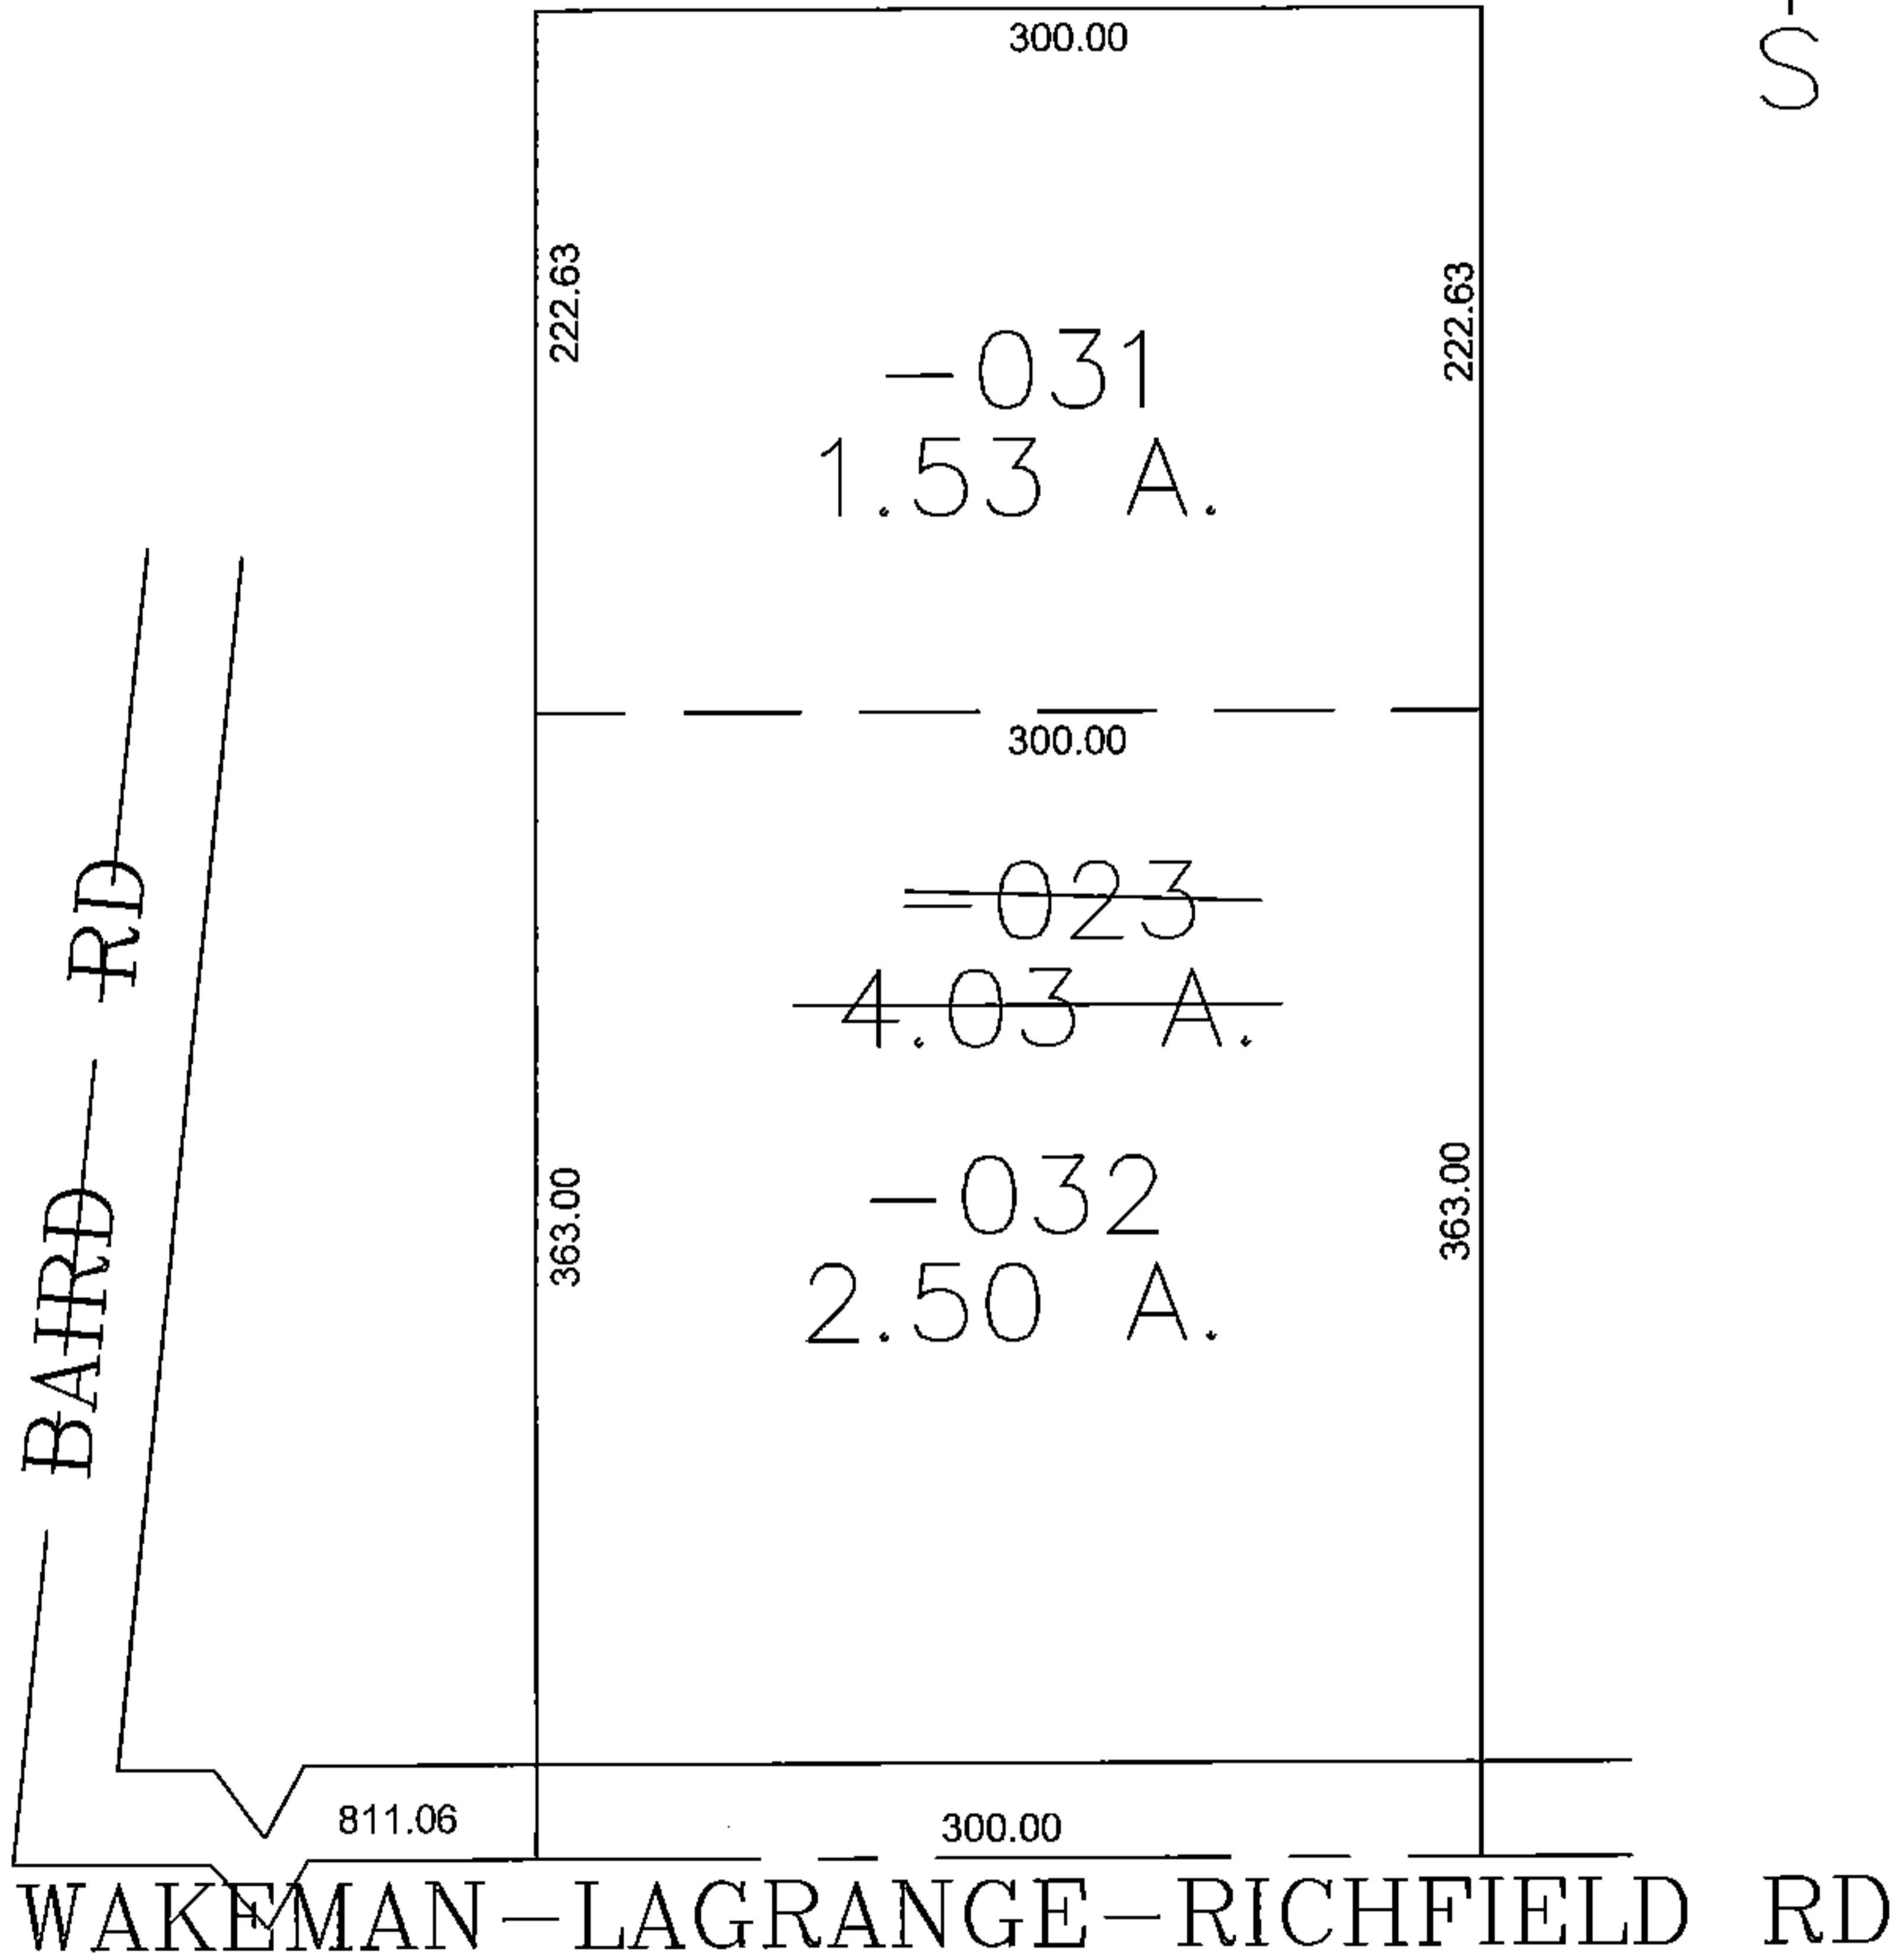 300.00
S
222.63
222.63
-031
1.53 A.
300.00
-023
4.03 A.
BAIRD RD
363.00
363.00
-032
2.50 A.
811.06
300.00
WAKEMAN-LAGRANGE-RICHFIELD RD